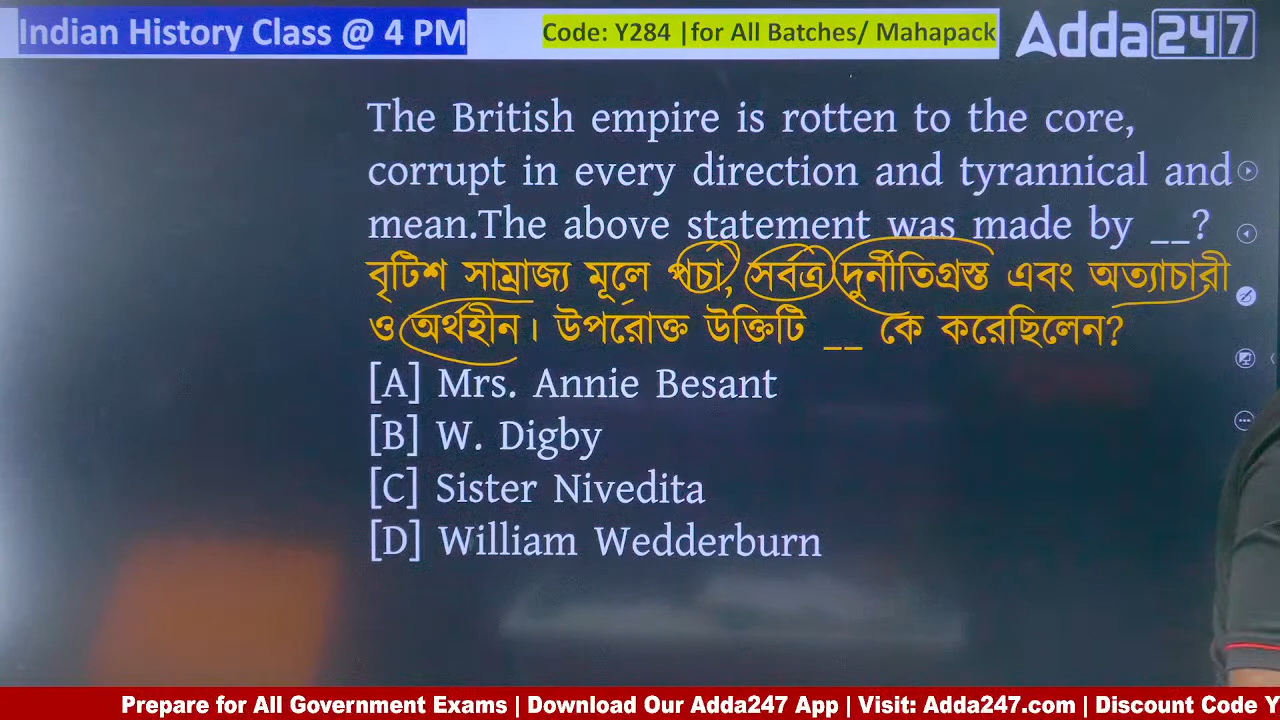 Indian History Class @ 4 PM
Code: Y284 |for All Batches/ Mahapack
Adda247
The British empire is rotten to the core,
corrupt in every direction and tyrannical and
mean.The above statement was made by __?
বৃটিশ সাম্রাজ্য মূলে পচা, সর্বত্র দুর্নীতিগ্রস্ত এবং অত্যাচারী
ও অর্থহীন। উপরোক্ত উক্তিটি __ কে করেছিলেন?
[A] Mrs. Annie Besant
[B] W. Digby
[C] Sister Nivedita
[D] William Wedderburn
Prepare for All Government Exams | Download Our Adda247 App | Visit: Adda247.com | Discount Code Y